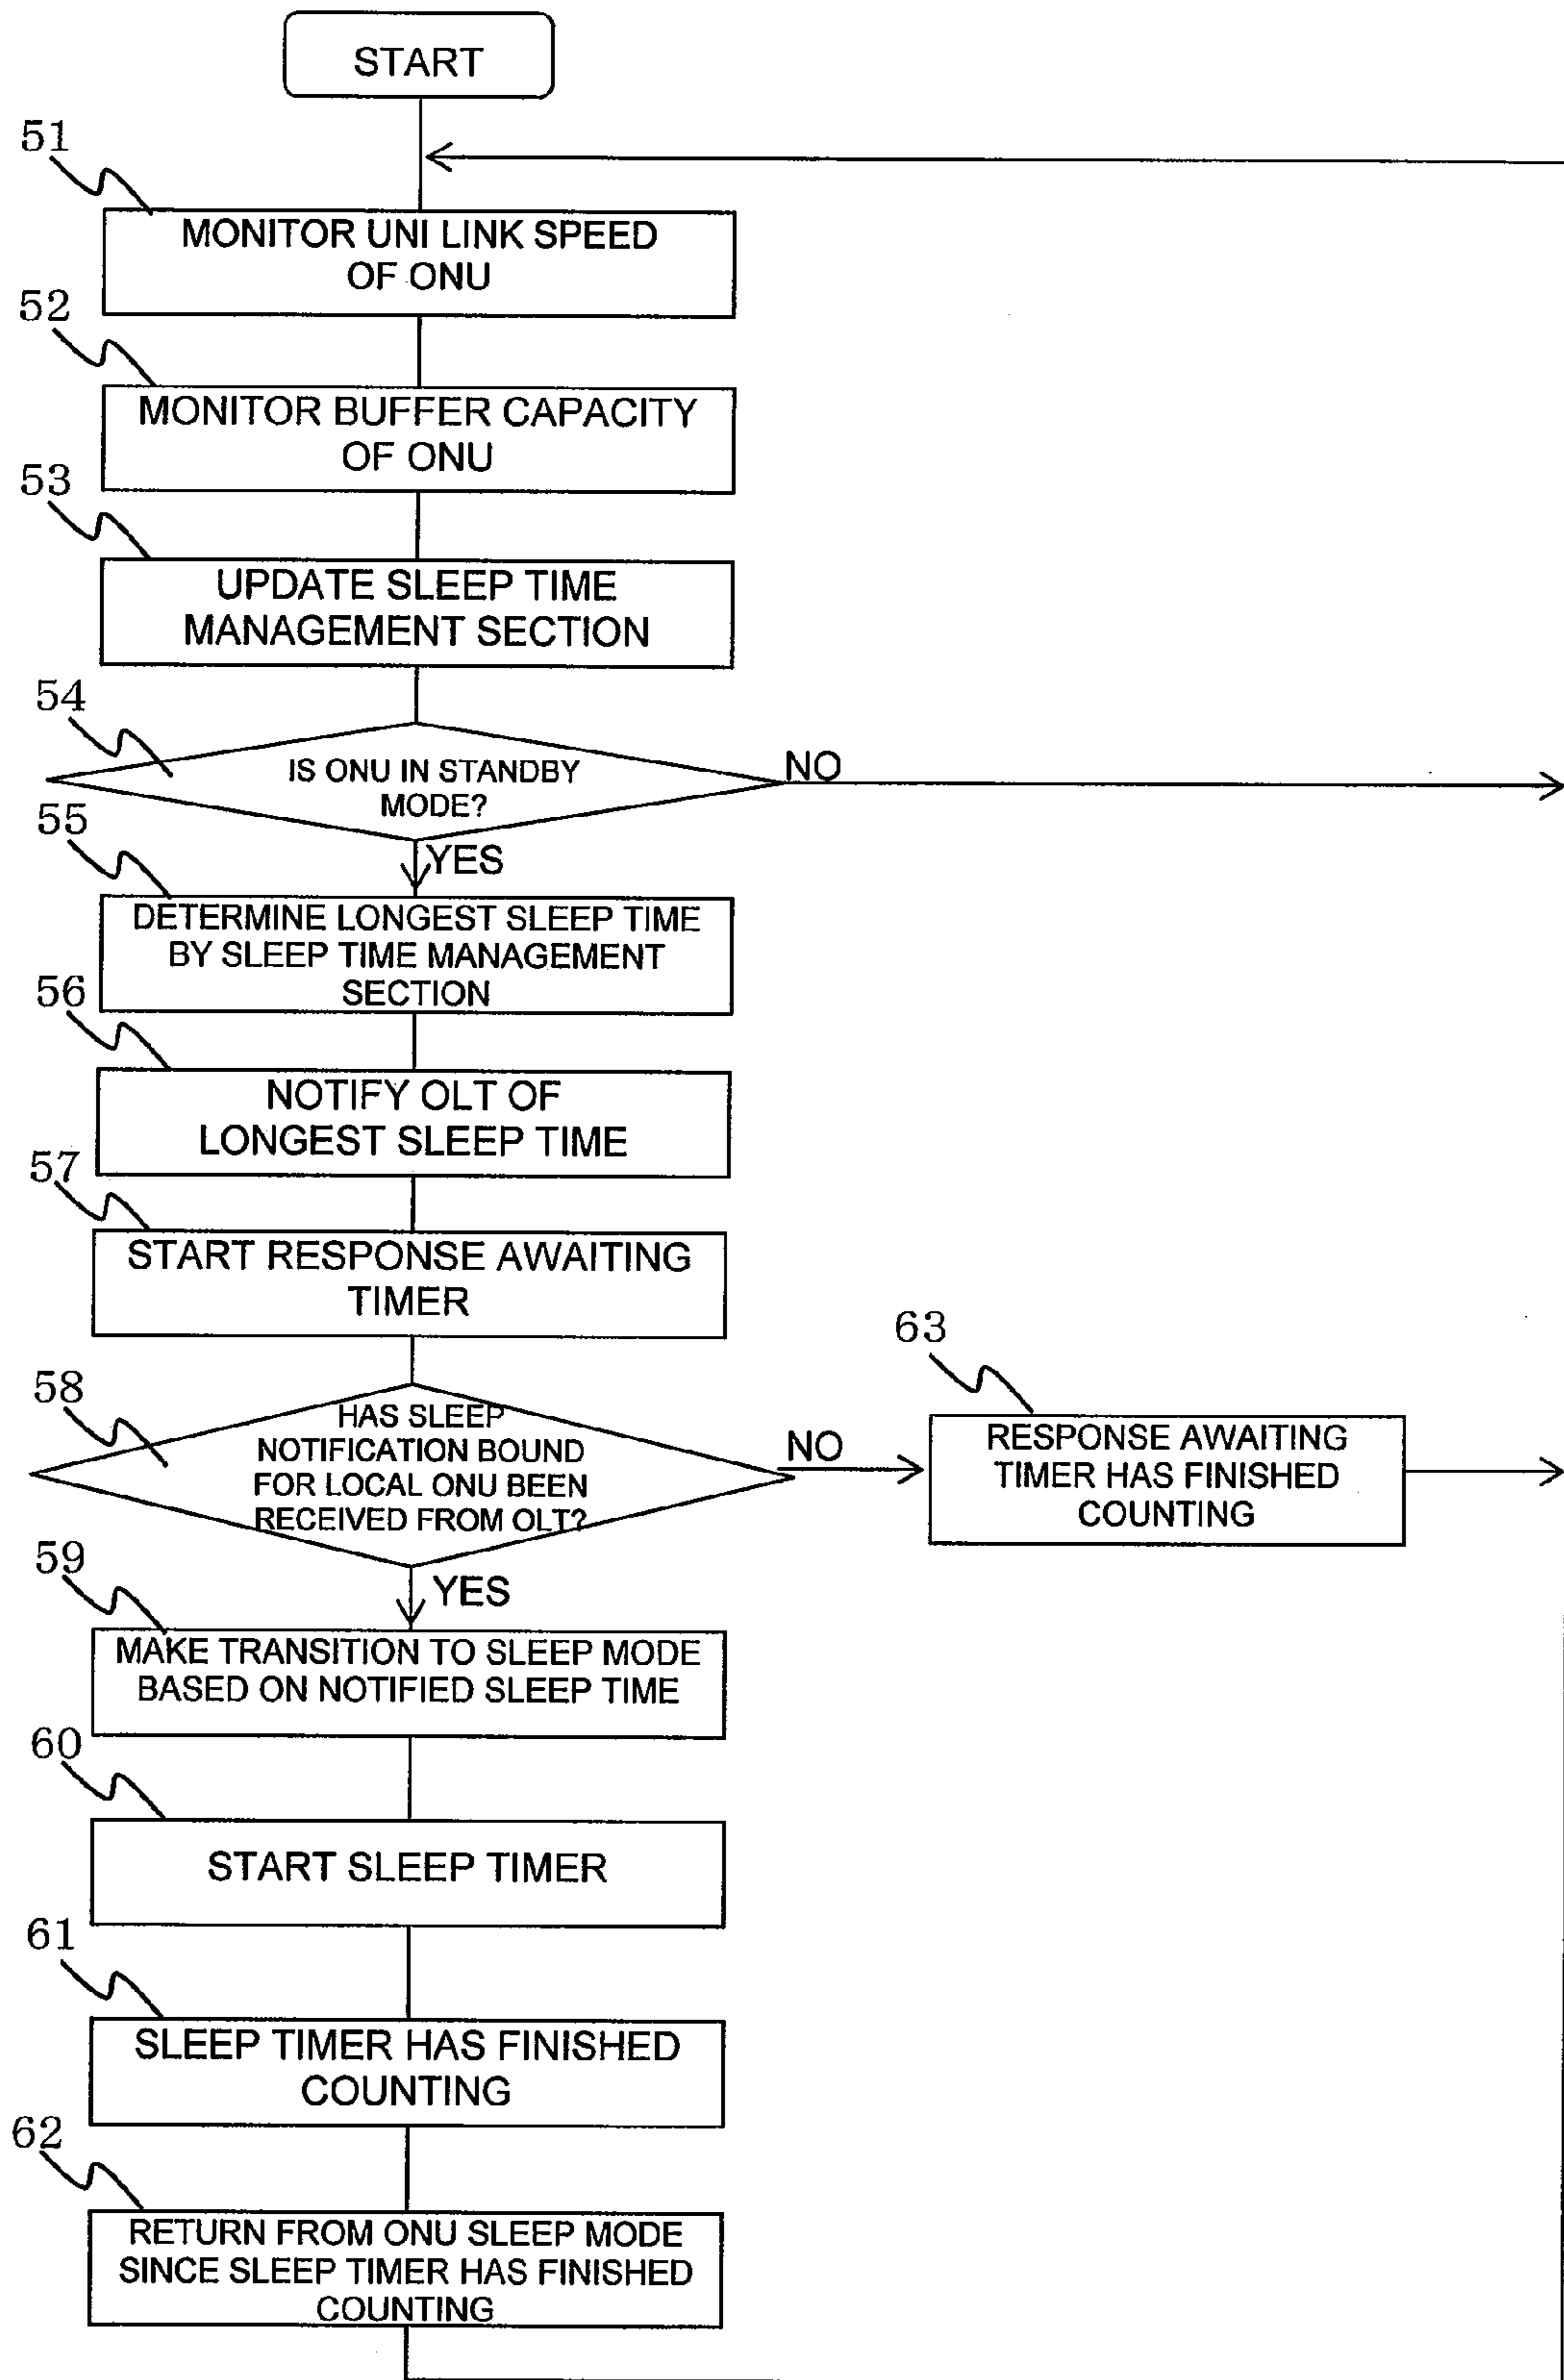 START
51
MONITOR UNI LINK SPEED
OF ONU
52
MONITOR BUFFER CAPACITY
OF ONU
53
UPDATE SLEEP TIME
MANAGEMENT SECTION
54
IS ONU IN STANDBY
MODE?
NO
YES
55
DETERMINE LONGEST SLEEP TIME
BY SLEEP TIME MANAGEMENT
SECTION
56
NOTIFY OLT OF
LONGEST SLEEP TIME
57
START RESPONSE AWAITING
TIMER
58
HAS SLEEP
NOTIFICATION BOUND
FOR LOCAL ONU BEEN
RECEIVED FROM OLT?
NO
63
RESPONSE AWAITING
TIMER HAS FINISHED
COUNTING
YES
59
MAKE TRANSITION TO SLEEP MODE
BASED ON NOTIFIED SLEEP TIME
60
START SLEEP TIMER
61
SLEEP TIMER HAS FINISHED
COUNTING
62
RETURN FROM ONU SLEEP MODE
SINCE SLEEP TIMER HAS FINISHED
COUNTING